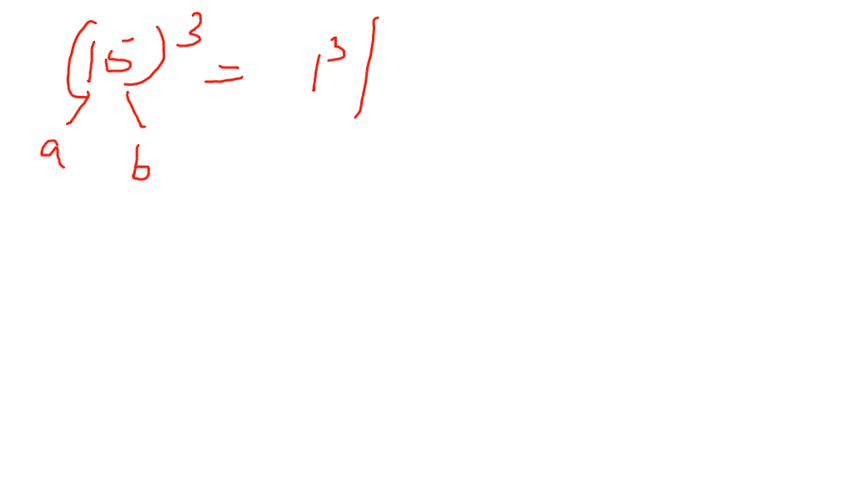 (15)³ = 1³ |
a b